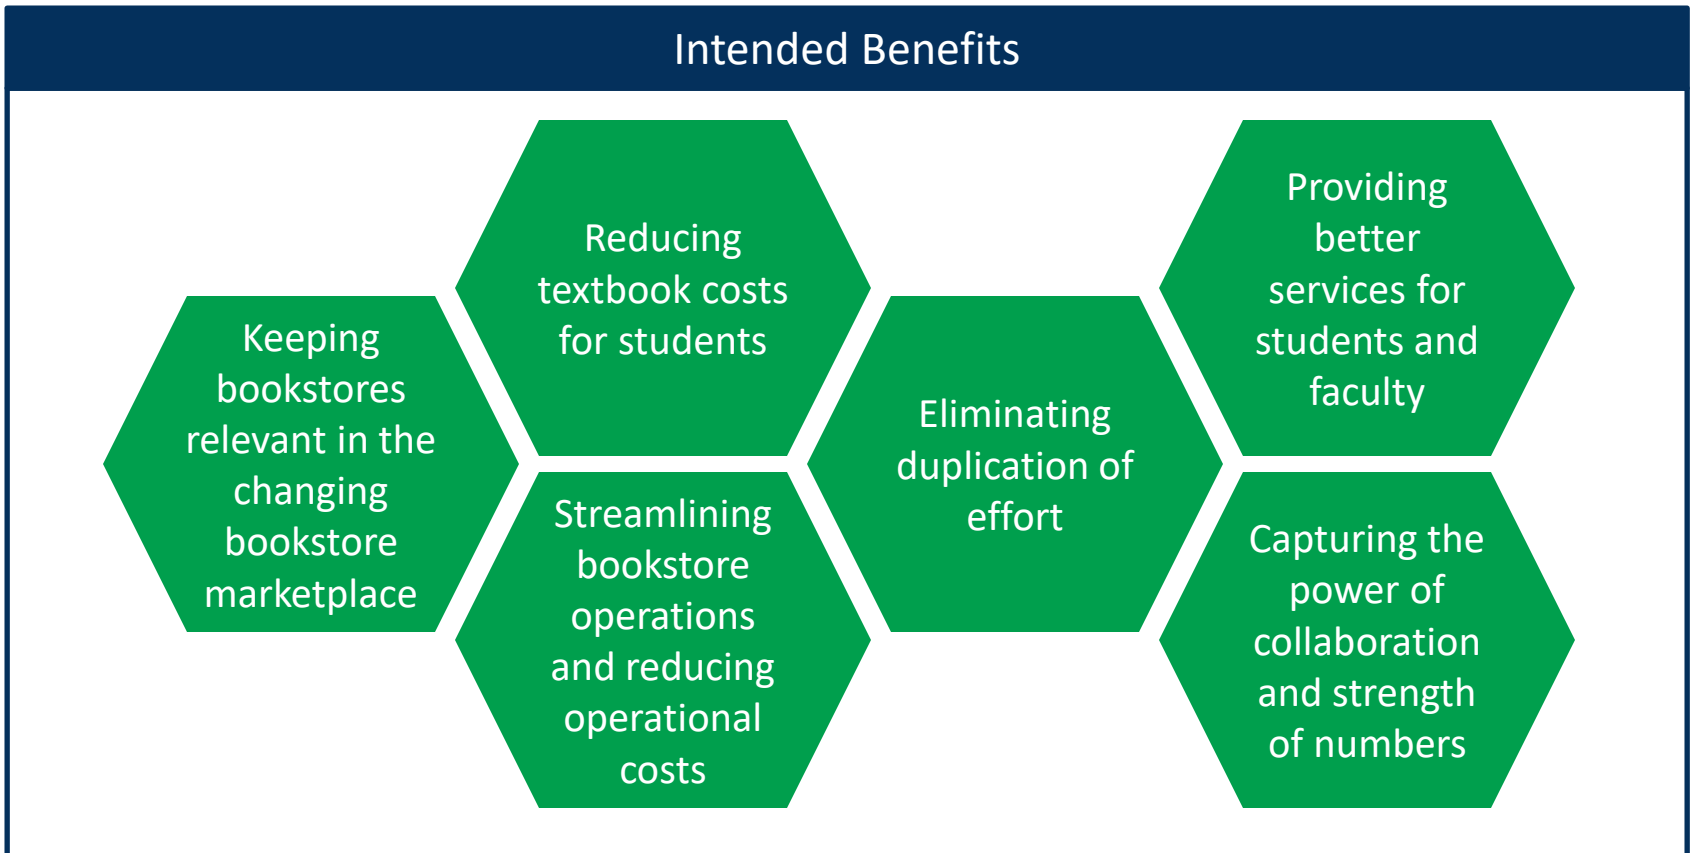 Intended Benefits
Keeping
bookstores
relevant in the
changing
bookstore
marketplace
Reducing
textbook costs
for students
Streamlining
bookstore
operations
and reducing
operational
costs
Eliminating
duplication of
effort
Providing
better
services for
students and
faculty
Capturing the
power of
collaboration
and strength
of numbers